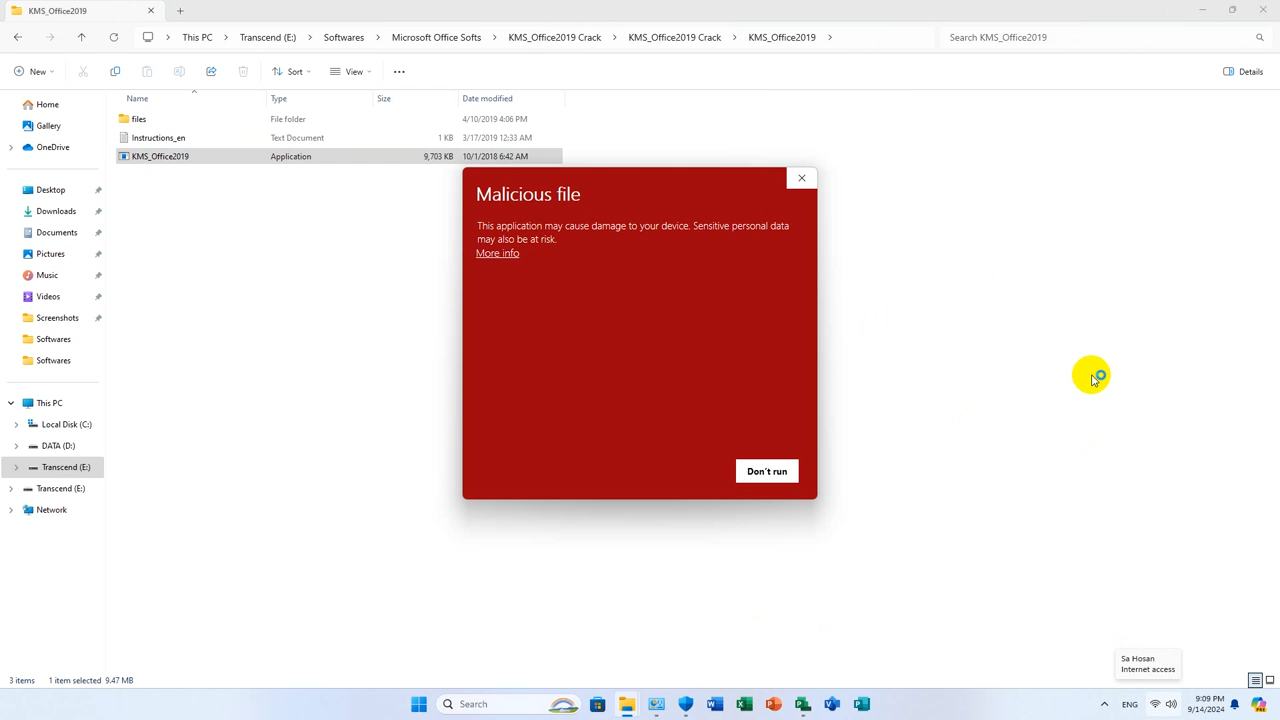 KMS_Office2019
This PC > Transcend (E:) > Softwares > Microsoft Office Softs > KMS_Office2019 Crack > KMS_Office2019 Crack > KMS_Office2019 >
Search KMS_Office2019
New
Sort
View
Details
Name Type Size Date modified
files File folder 4/10/2019 4:06 PM
Instructions_en Text Document 1 KB 3/17/2019 12:33 AM
KMS_Office2019 Application 9,703 KB 10/1/2018 6:42 AM
Home
Gallery
OneDrive
Desktop
Downloads
Documents
Pictures
Music
Videos
Screenshots
Softwares
Softwares
This PC
Local Disk (C:)
DATA (D:)
Transcend (E:)
Transcend (E:)
Network
Malicious file
This application may cause damage to your device. Sensitive personal data
may also be at risk.
More info
Don't run
Sa Hosan
Internet access
3 items 1 item selected 9.47 MB
Search
ENG
9:09 PM
9/14/2024